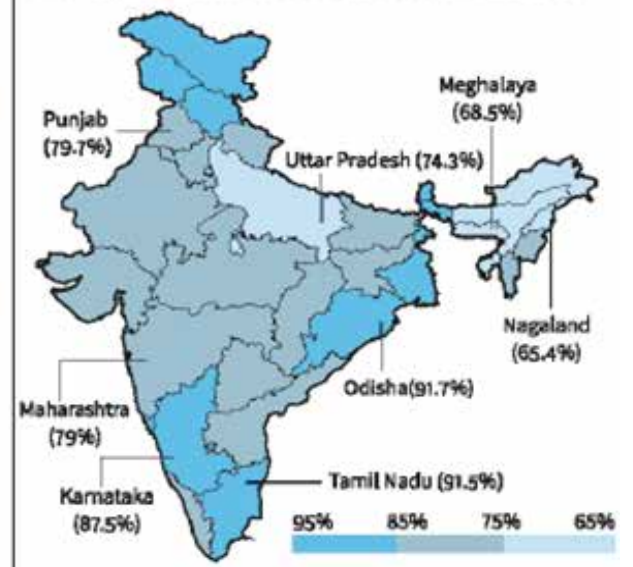 Meghalaya
(68.5%)
Punjab
(79.7%)
Uttar Pradesh (74.3%)
Nagaland
(65.4%)
Odisha(91.7%)
Maharashtra
(79%)
Tamil Nadu (91.5%)
Karnataka
(87.5%)
95% 85% 75% 65%